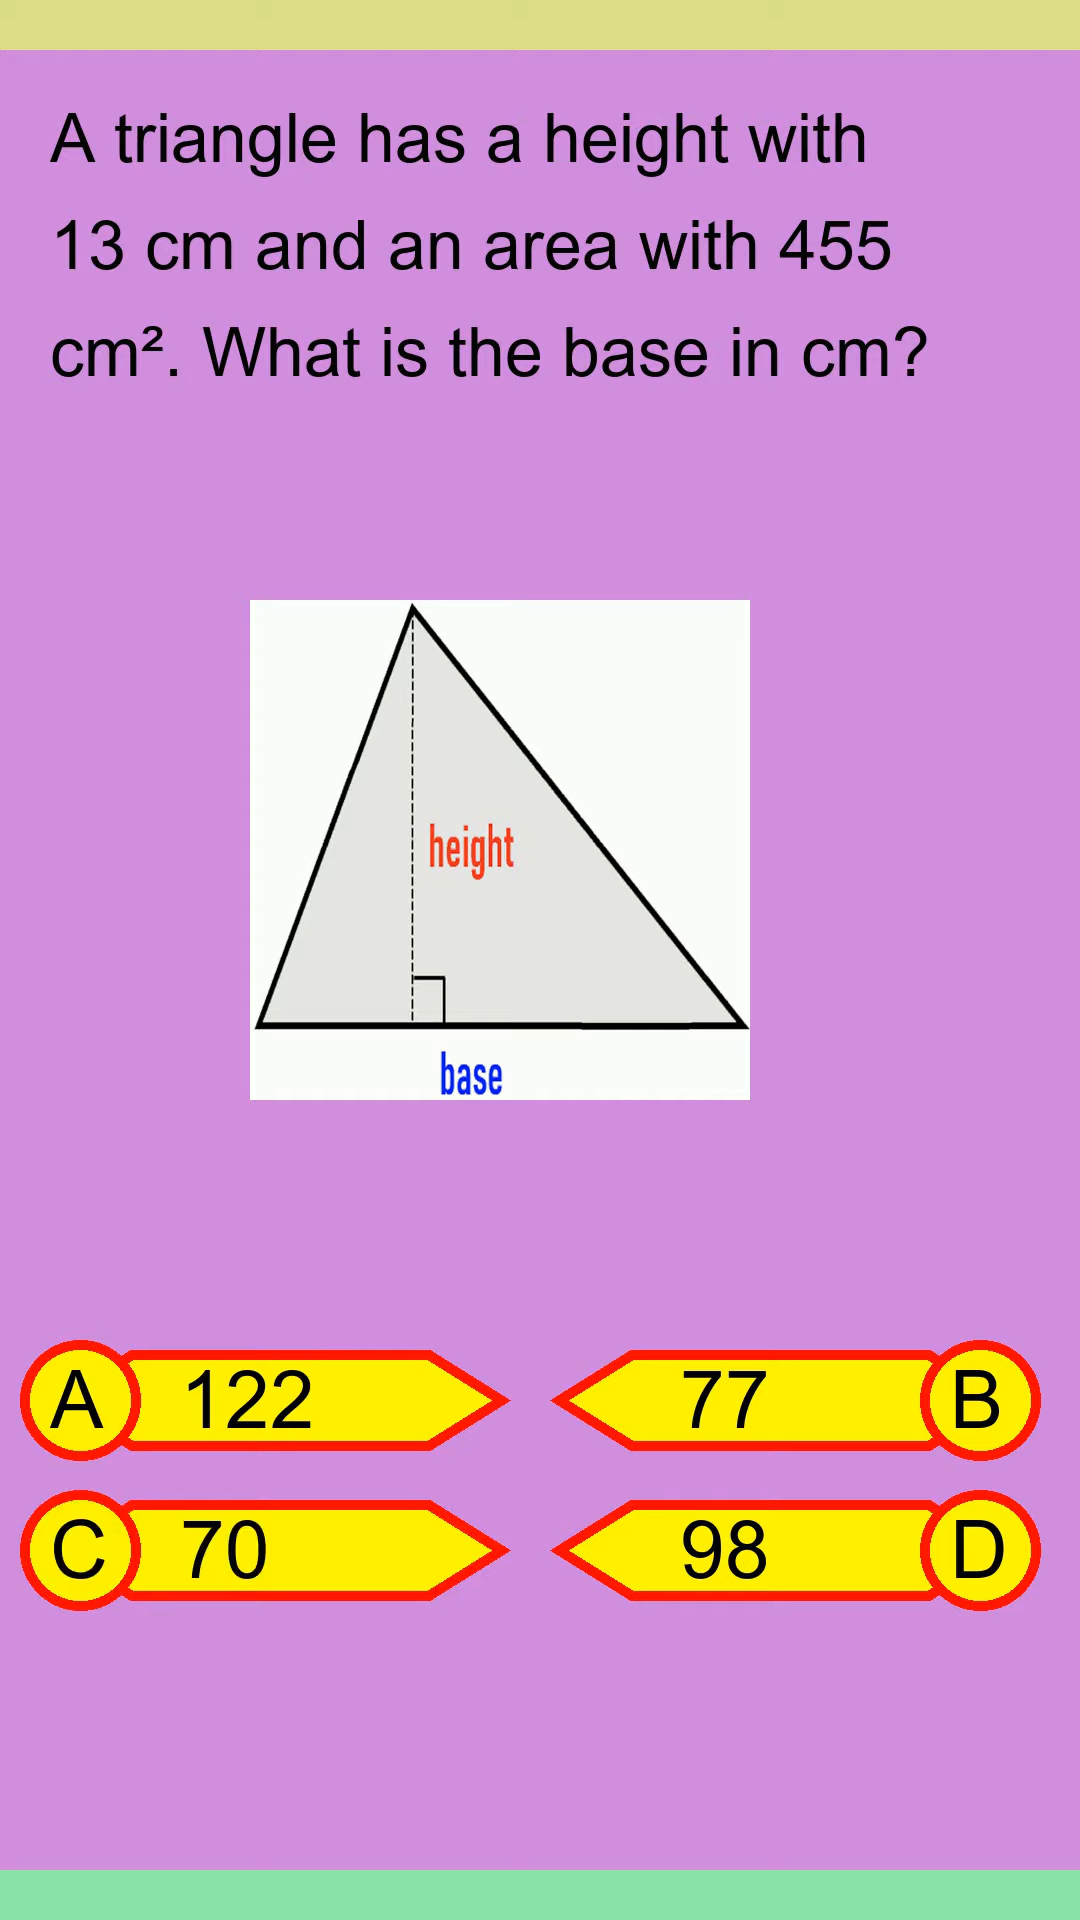 A triangle has a height with
13 cm and an area with 455
cm². What is the base in cm?
height
base
A 122
77 B
C 70
98 D